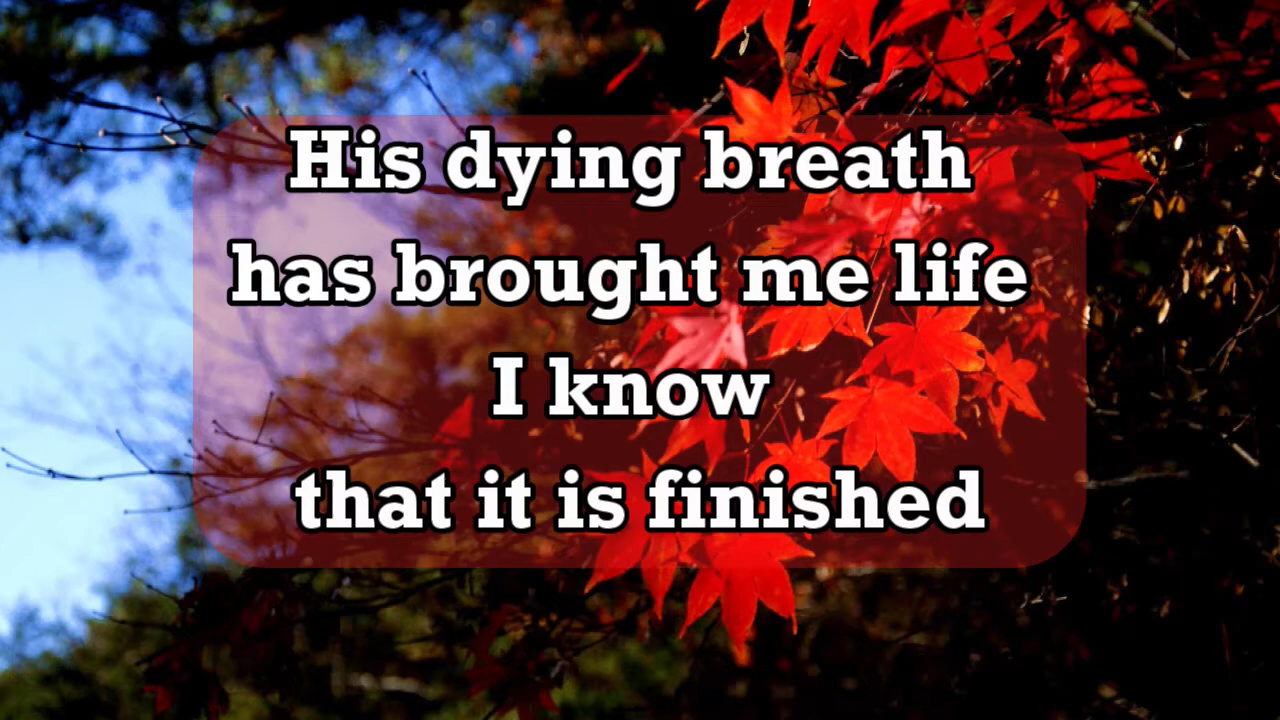 His dying breath
has brought me life
I know
that it is finished